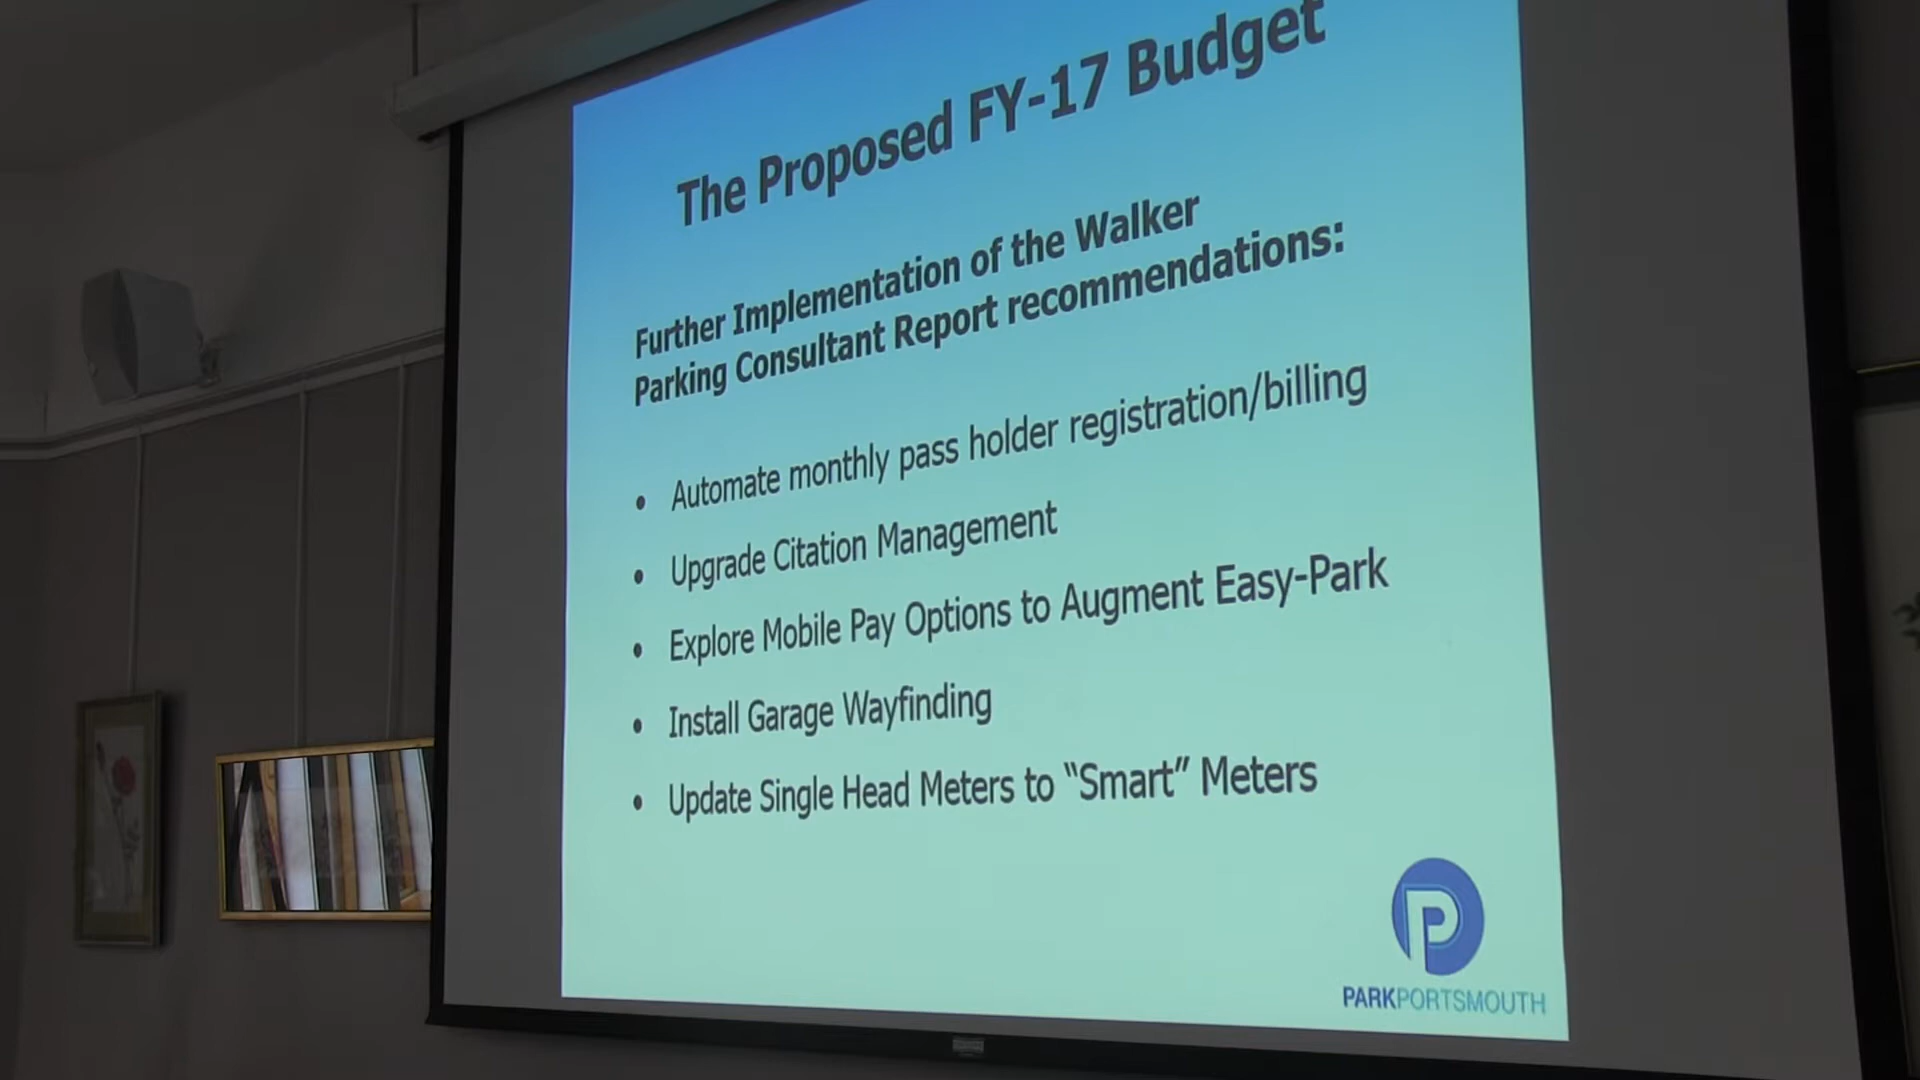 The Proposed FY-17 Budget
Further Implementation of the Walker
Parking Consultant Report recommendations:
• Automate monthly pass holder registration/billing
• Upgrade Citation Management
• Explore Mobile Pay Options to Augment Easy-Park
• Install Garage Wayfinding
• Update Single Head Meters to “Smart” Meters
P
PARKPORTSMOUTH